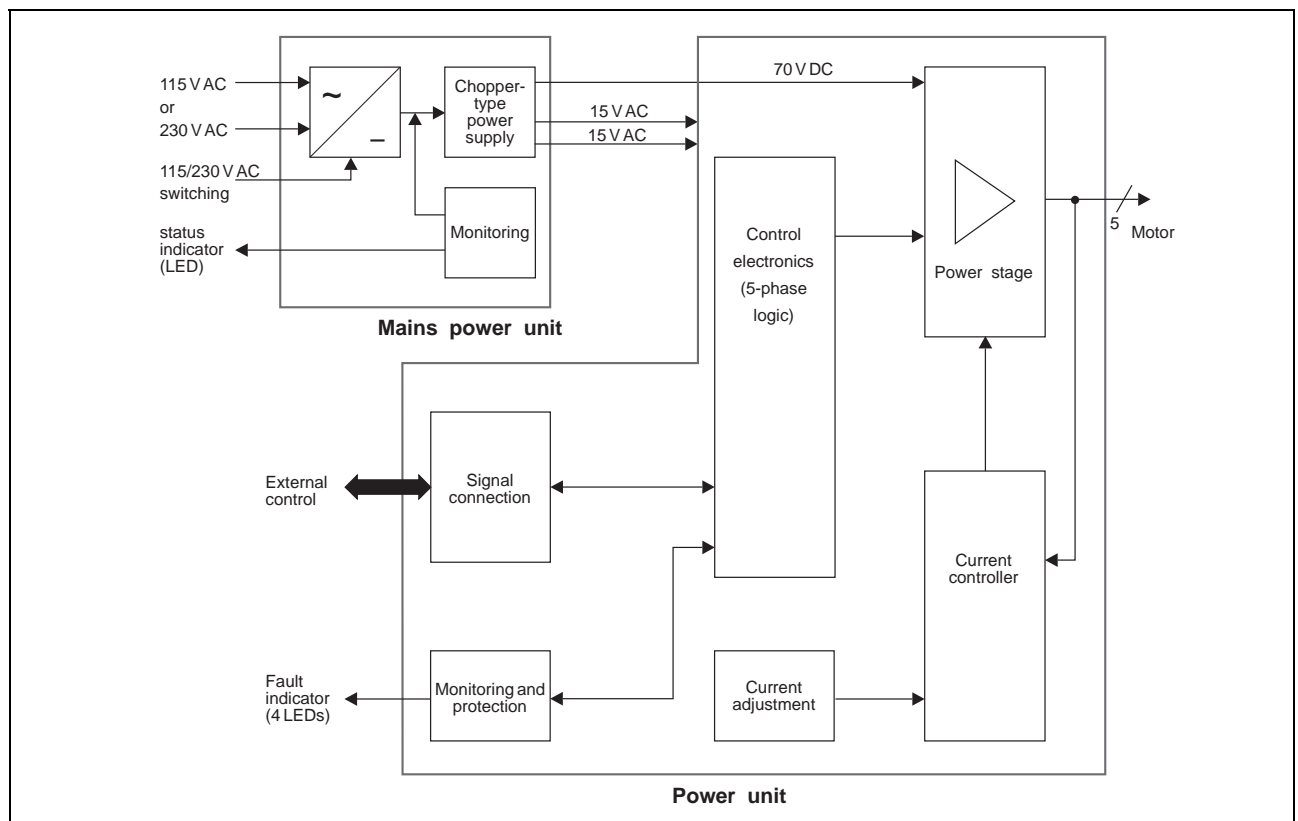 115 V AC
or
230 V AC
115/230 V AC
switching
status
indicator
(LED)
~
–
Chopper-
type
power
supply
Monitoring
Mains power unit
70 V DC
15 V AC
15 V AC
Control
electronics
(5-phase
logic)
Power stage
5
Motor
External
control
Signal
connection
Current
controller
Fault
indicator
(4 LEDs)
Monitoring and
protection
Current
adjustment
Power unit